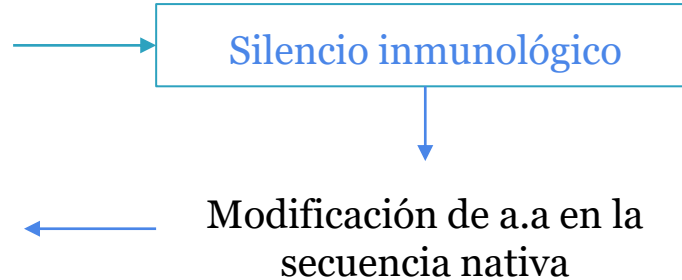 Silencio inmunológico
Modificación de a.a en la
secuencia nativa